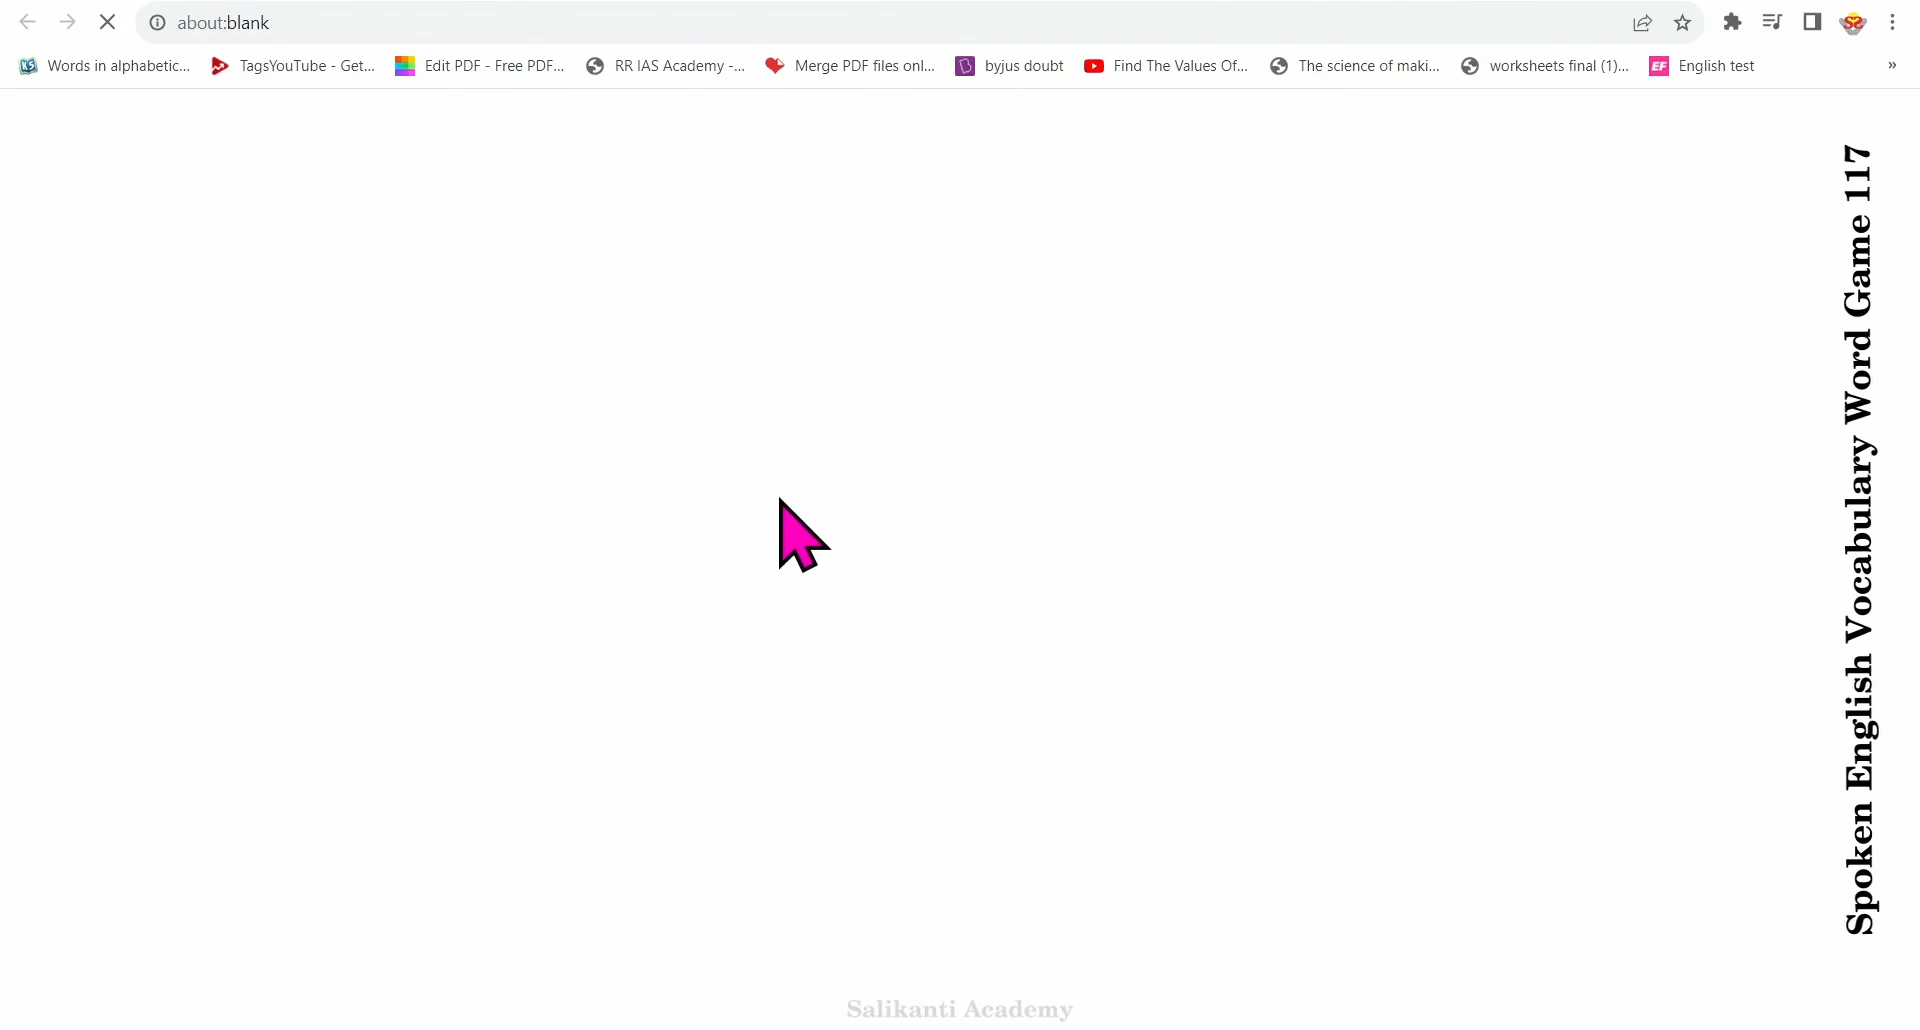 about:blank
Words in alphabetic...
TagsYouTube - Get...
Edit PDF - Free PDF...
RR IAS Academy -...
Merge PDF files onl...
byjus doubt
Find The Values Of...
The science of maki...
worksheets final (1)...
EF English test
»
Spoken English Vocabulary Word Game 117
Salikanti Academy